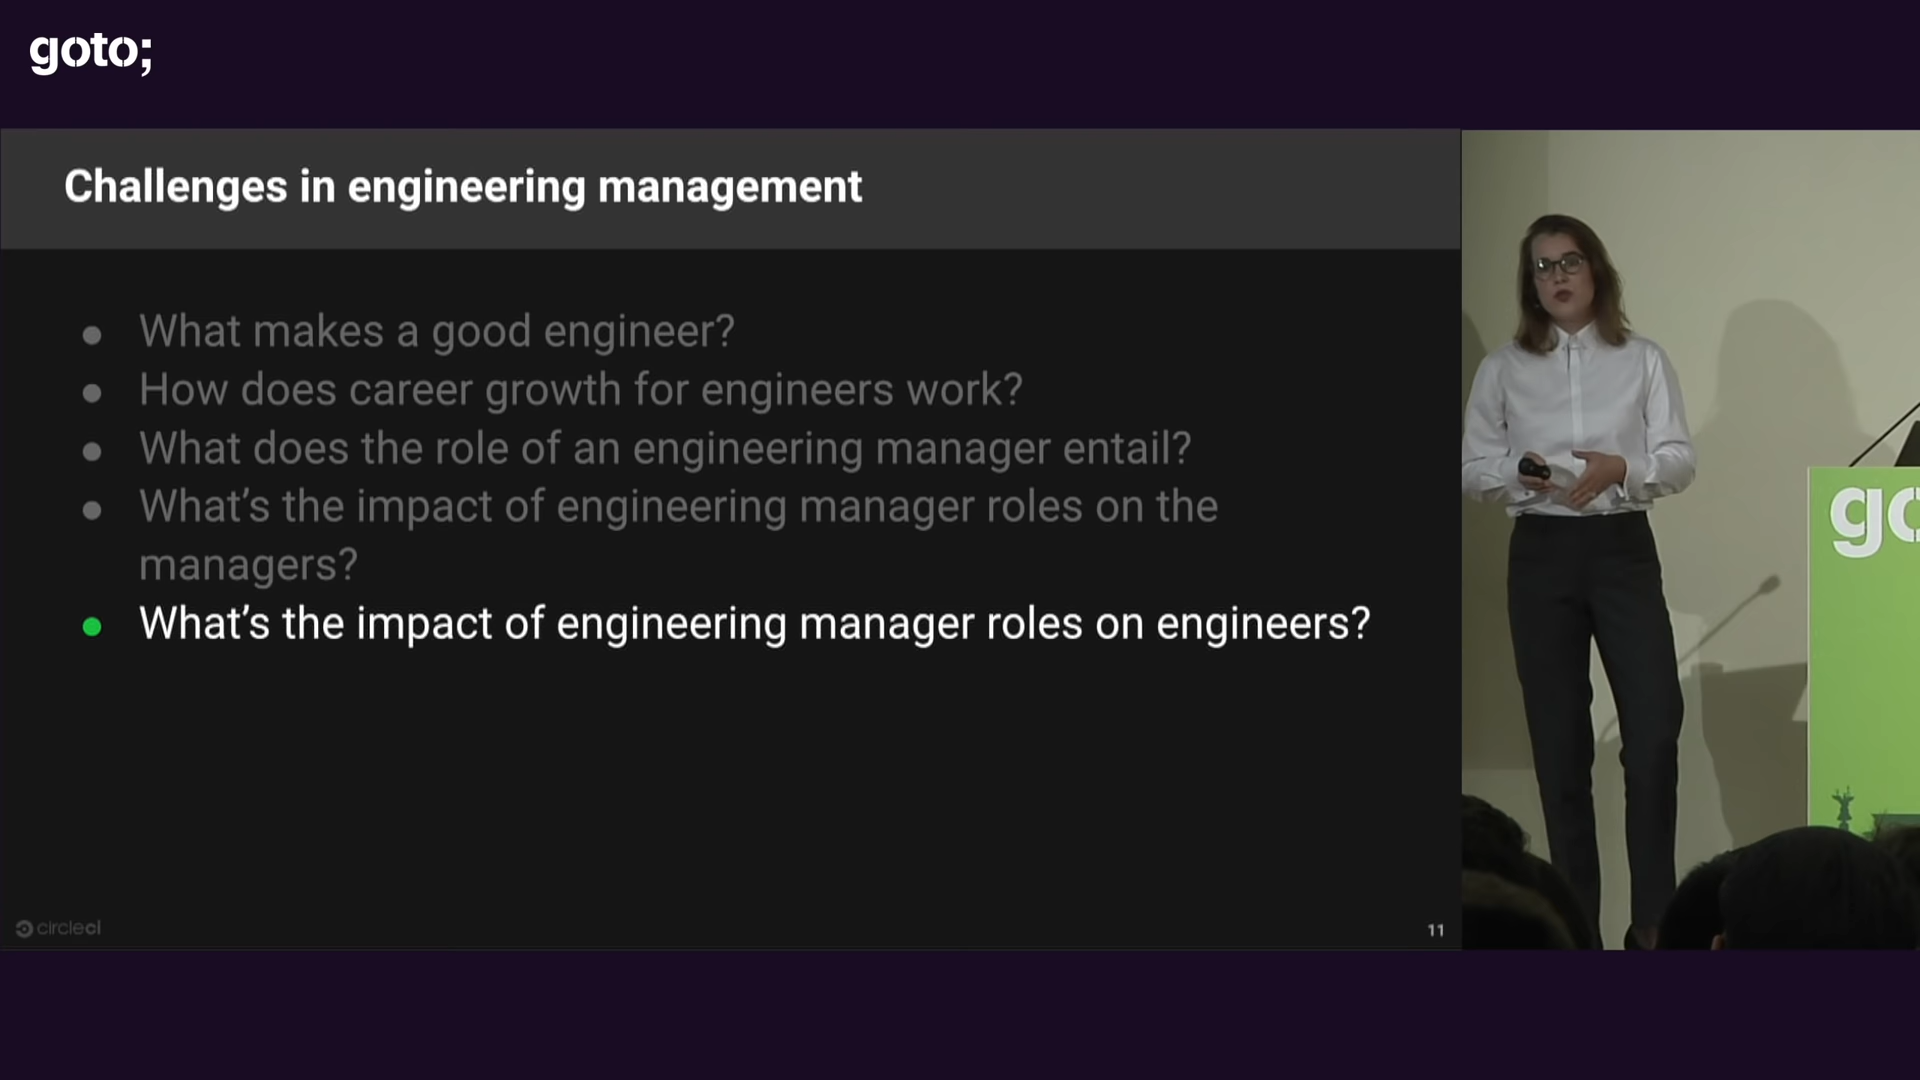 goto;
Challenges in engineering management
● What makes a good engineer?
● How does career growth for engineers work?
● What does the role of an engineering manager entail?
● What’s the impact of engineering manager roles on the
managers?
● What’s the impact of engineering manager roles on engineers?
go
circleci
11